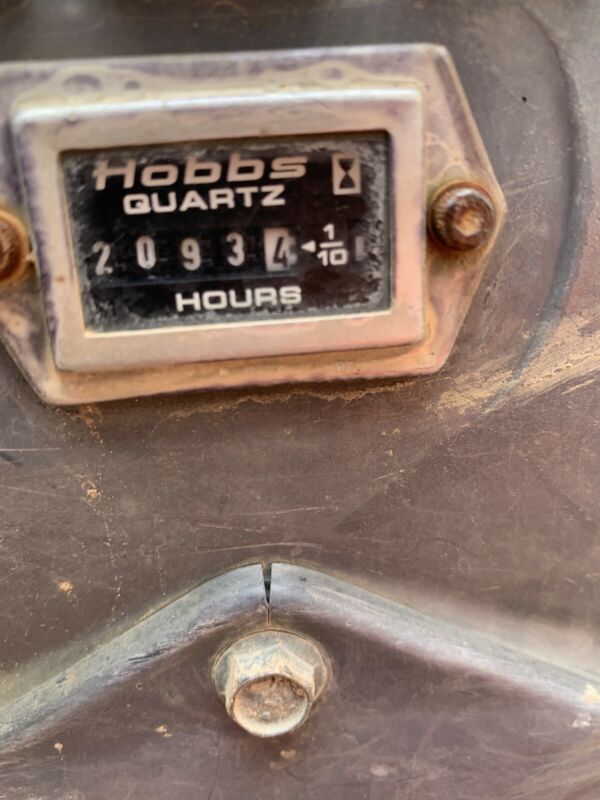 Hobbs
QUARTZ
2 0 9 3 4 ◄ 1/10
HOURS